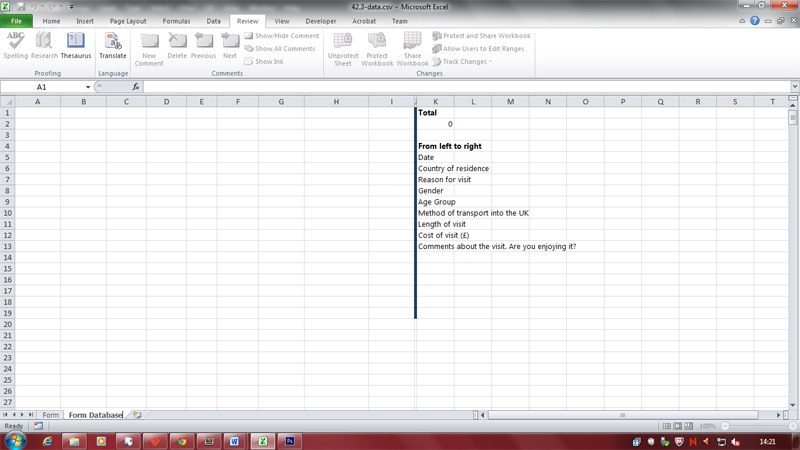 42.3-data.csv - Microsoft Excel
File Home Insert Page Layout Formulas Data Review View Developer Acrobat Team
ABC
Spelling Research Thesaurus
Proofing
Translate
Language
New Comment Delete Previous Next
Show/Hide Comment
Show All Comments
Show Ink
Comments
Unprotect Sheet Protect Workbook Share Workbook
Protect and Share Workbook
Allow Users to Edit Ranges
Track Changes
Changes
A1 fx
A B C D E F G H I J K L M N O P Q R S T
1 Total
2 0
3
4 From left to right
5 Date
6 Country of residence
7 Reason for visit
8 Gender
9 Age Group
10 Method of transport into the UK
11 Length of visit
12 Cost of visit (£)
13 Comments about the visit. Are you enjoying it?
14
15
16
17
18
19
20
21
22
23
24
25
26
27
Form Form Database
Ready 100%
14:21